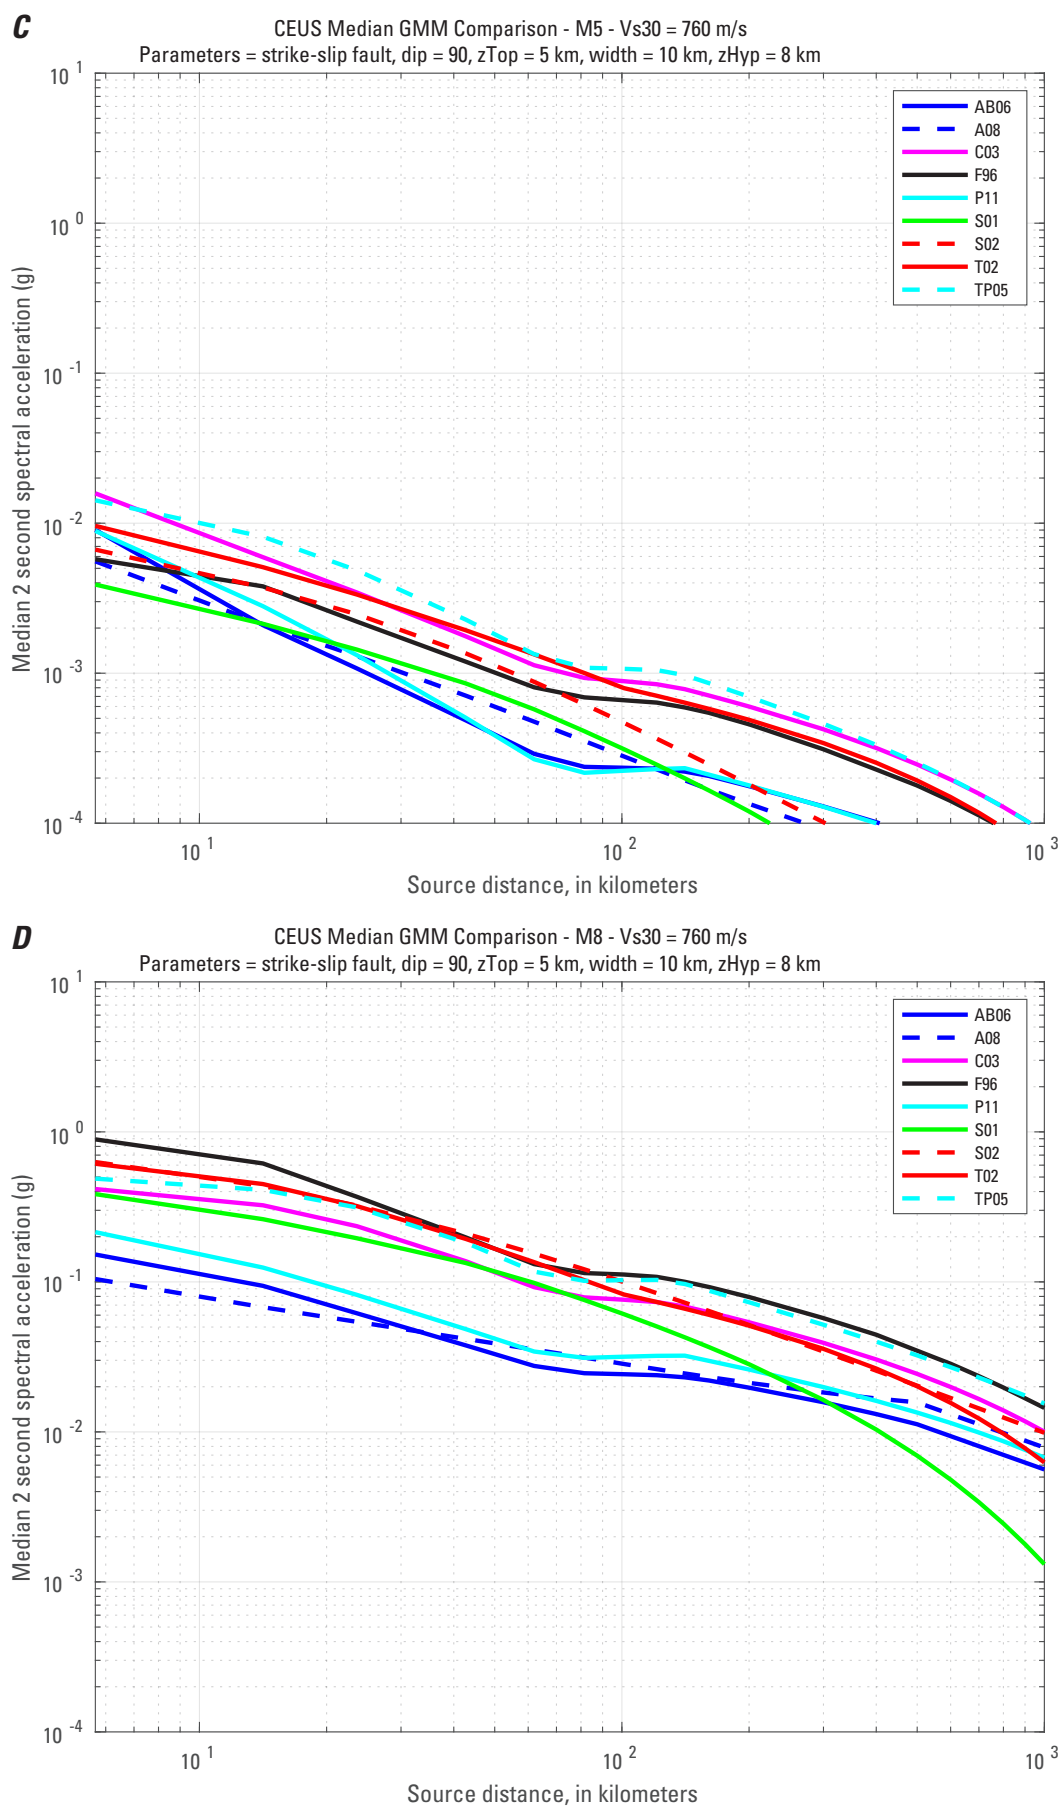 C
CEUS Median GMM Comparison - M5 - Vs30 = 760 m/s
Parameters = strike-slip fault, dip = 90, zTop = 5 km, width = 10 km, zHyp = 8 km
10 1
10 0
10 -1
10 -2
10 -3
10 -4
Median 2 second spectral acceleration (g)
AB06
A08
C03
F96
P11
S01
S02
T02
TP05
10 1
10 2
10 3
Source distance, in kilometers
D
CEUS Median GMM Comparison - M8 - Vs30 = 760 m/s
Parameters = strike-slip fault, dip = 90, zTop = 5 km, width = 10 km, zHyp = 8 km
10 1
10 0
10 -1
10 -2
10 -3
10 -4
Median 2 second spectral acceleration (g)
AB06
A08
C03
F96
P11
S01
S02
T02
TP05
10 1
10 2
10 3
Source distance, in kilometers